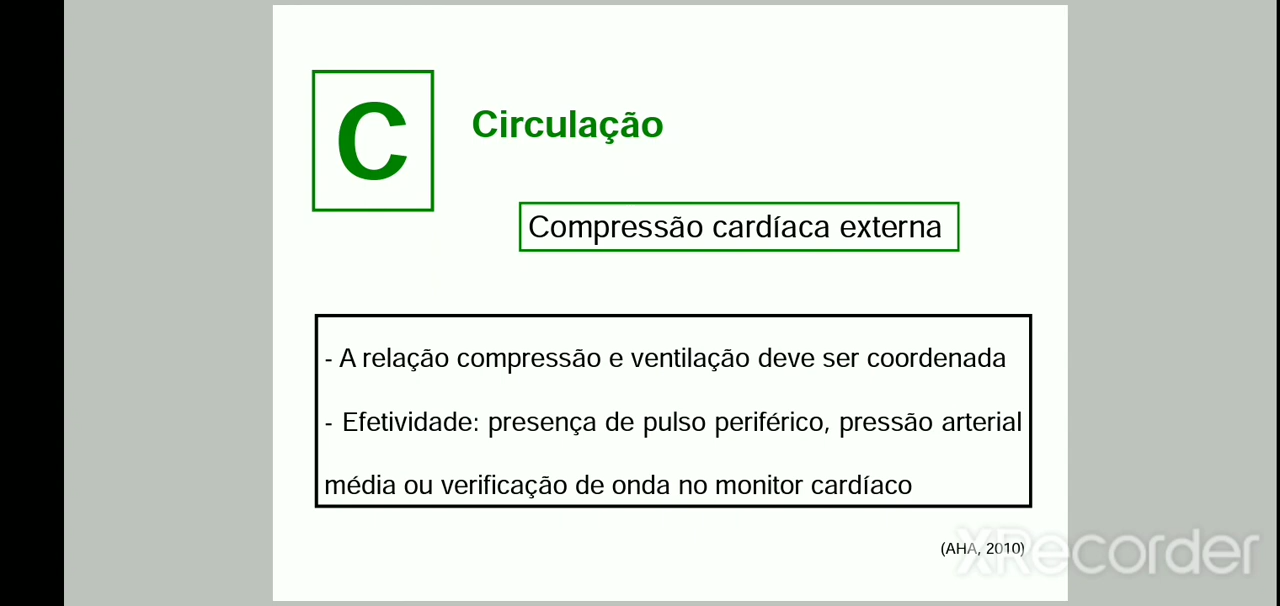 C
Circulação
Compressão cardíaca externa
- A relação compressão e ventilação deve ser coordenada
- Efetividade: presença de pulso periférico, pressão arterial
média ou verificação de onda no monitor cardíaco
(AHA, 2010)
XRecorder